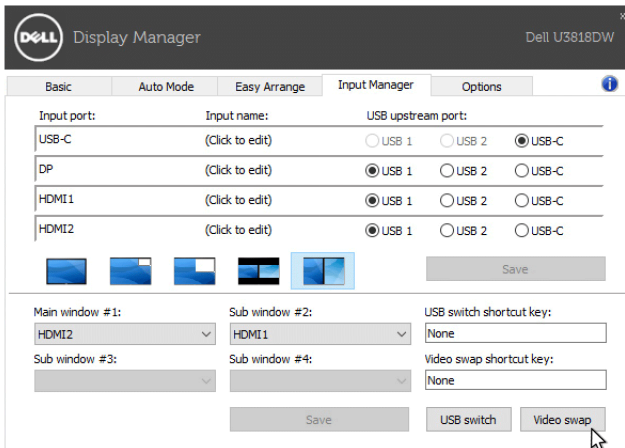 DELL Display Manager Dell U3818DW x
Basic Auto Mode Easy Arrange Input Manager Options i
Input port: Input name: USB upstream port:
USB-C (Click to edit) USB 1 USB 2 USB-C
DP (Click to edit) USB 1 USB 2 USB-C
HDMI1 (Click to edit) USB 1 USB 2 USB-C
HDMI2 (Click to edit) USB 1 USB 2 USB-C
Save
Main window #1: Sub window #2: USB switch shortcut key:
HDMI2 HDMI1 None
Sub window #3: Sub window #4: Video swap shortcut key:
None
Save USB switch Video swap